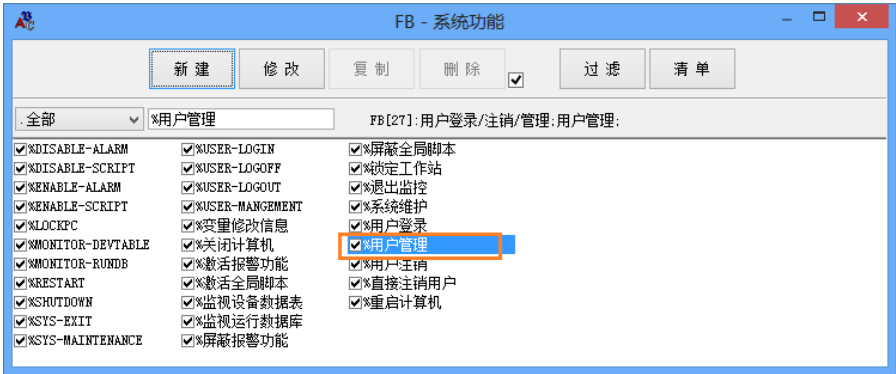 FB - 系统功能
新建 修改 复制 删除 过滤 清单
.全部 %用户管理 FB[27]:用户登录/注销/管理;用户管理;
%DISABLE-ALARM %USER-LOGIN %屏蔽全局脚本
%DISABLE-SCRIPT %USER-LOGOFF %锁定工作站
%ENABLE-ALARM %USER-LOGOUT %退出监控
%ENABLE-SCRIPT %USER-MANGEMENT %系统维护
%LOCKPC %变量修改信息 %用户登录
%MONITOR-DEVTABLE %关闭计算机 %用户管理
%MONITOR-RUNDB %激活报警功能 %用户注销
%RESTART %激活全局脚本 %直接注销用户
%SHUTDOWN %监视设备数据表 %重启计算机
%SYS-EXIT %监视运行数据库
%SYS-MAINTENANCE %屏蔽报警功能